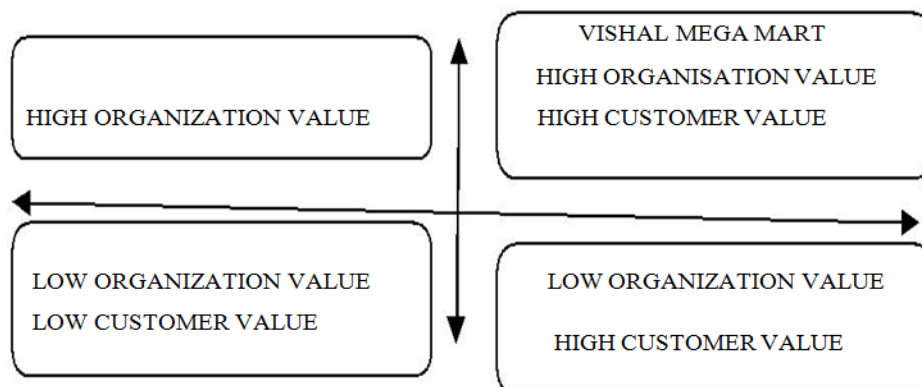 HIGH ORGANIZATION VALUE
VISHAL MEGA MART
HIGH ORGANISATION VALUE
HIGH CUSTOMER VALUE
LOW ORGANIZATION VALUE
LOW CUSTOMER VALUE
LOW ORGANIZATION VALUE
HIGH CUSTOMER VALUE